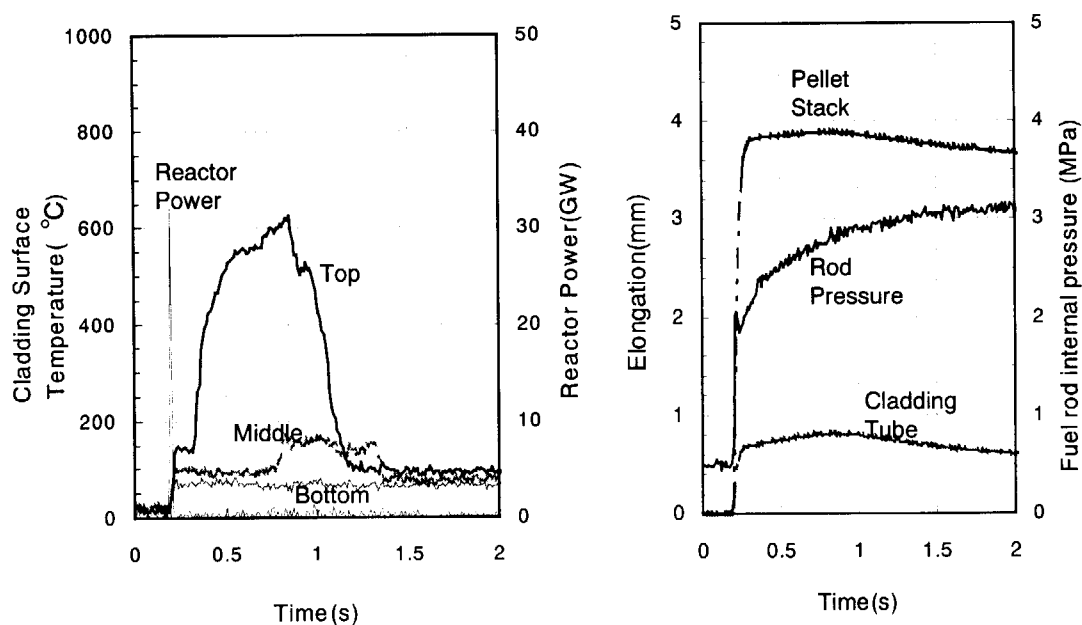 1000
800
600
400
200
0
Cladding Surface
Temperature( °C)
Reactor
Power
Top
Middle
Bottom
50
40
30
20
10
0
Reactor Power(GW)
0
0.5
1
1.5
2
Time(s)
5
4
3
2
1
0
Elongation(mm)
Pellet
Stack
Rod
Pressure
Cladding
Tube
5
4
3
2
1
0
Fuel rod internal pressure (MPa)
0
0.5
1
1.5
2
Time(s)